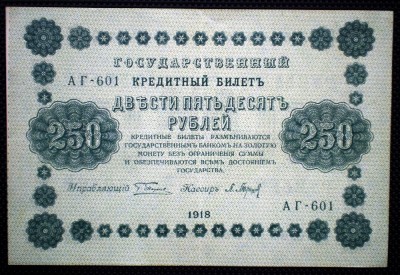 ГОСУДАРСТВЕННЫЙ
АГ-601 КРЕДИТНЫЙ БИЛЕТЪ
ДВѢСТИ ПЯТЬДЕСЯТЪ
РУБЛЕЙ
250 250
КРЕДИТНЫЕ БИЛЕТЫ РАЗМѢНИВАЮТСЯ
ГОСУДАРСТВЕННЫМЪ БАНКОМЪ НА ЗОЛОТУЮ
МОНЕТУ БЕЗЪ ОГРАНИЧЕНІЯ СУММЫ
И ОБЕЗПЕЧИВАЮТСЯ ВСѢМЪ ДОСТОЯНІЕМЪ
ГОСУДАРСТВА.
Управляющій Кассиръ
АГ-601
1918